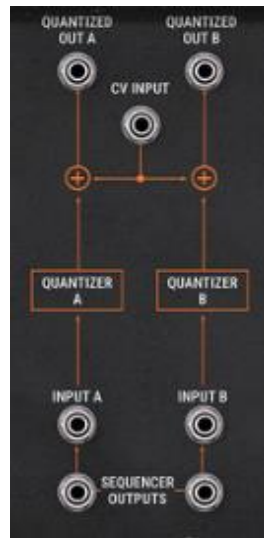 QUANTIZED
OUT A
QUANTIZED
OUT B
CV INPUT
QUANTIZER
A
QUANTIZER
B
INPUT A
INPUT B
SEQUENCER
OUTPUTS